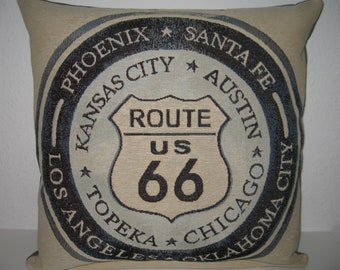 PHOENIX ★ SANTA FE
LOS ANGELES ★ OKLAHOMA CITY
KANSAS CITY ★ AUSTIN
★ TOPEKA ★ CHICAGO ★
ROUTE
US
66